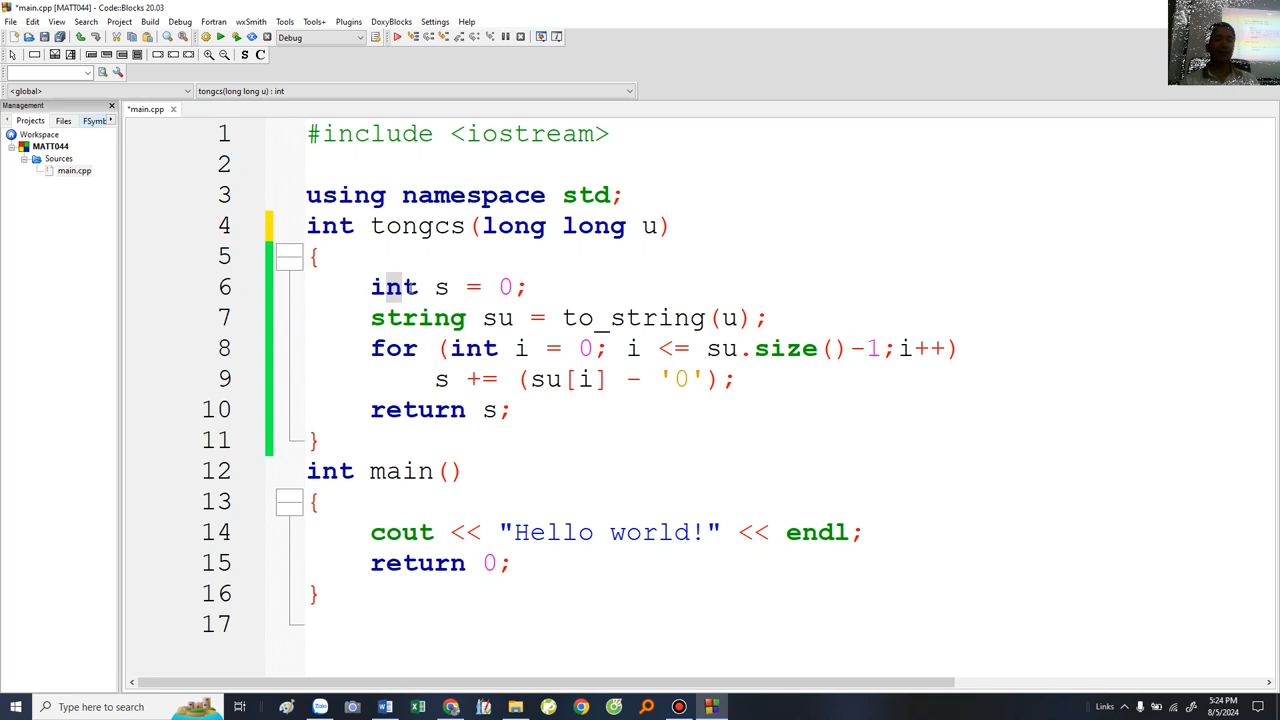 *main.cpp [MATT044] - Code::Blocks 20.03
File Edit View Search Project Build Debug Fortran wxSmith Tools Tools+ Plugins DoxyBlocks Settings Help
Debug
S C
<global>
tongcs(long long u) : int
Management
*main.cpp
Projects Files FSymb
Workspace
MATT044
Sources
main.cpp
1 #include <iostream>
2
3 using namespace std;
4 int tongcs(long long u)
5 {
6 int s = 0;
7 string su = to_string(u);
8 for (int i = 0; i <= su.size()-1;i++)
9 s += (su[i] - '0');
10 return s;
11 }
12 int main()
13 {
14 cout << "Hello world!" << endl;
15 return 0;
16 }
17
Type here to search
Zalo
Links
5:24 PM
8/5/2024